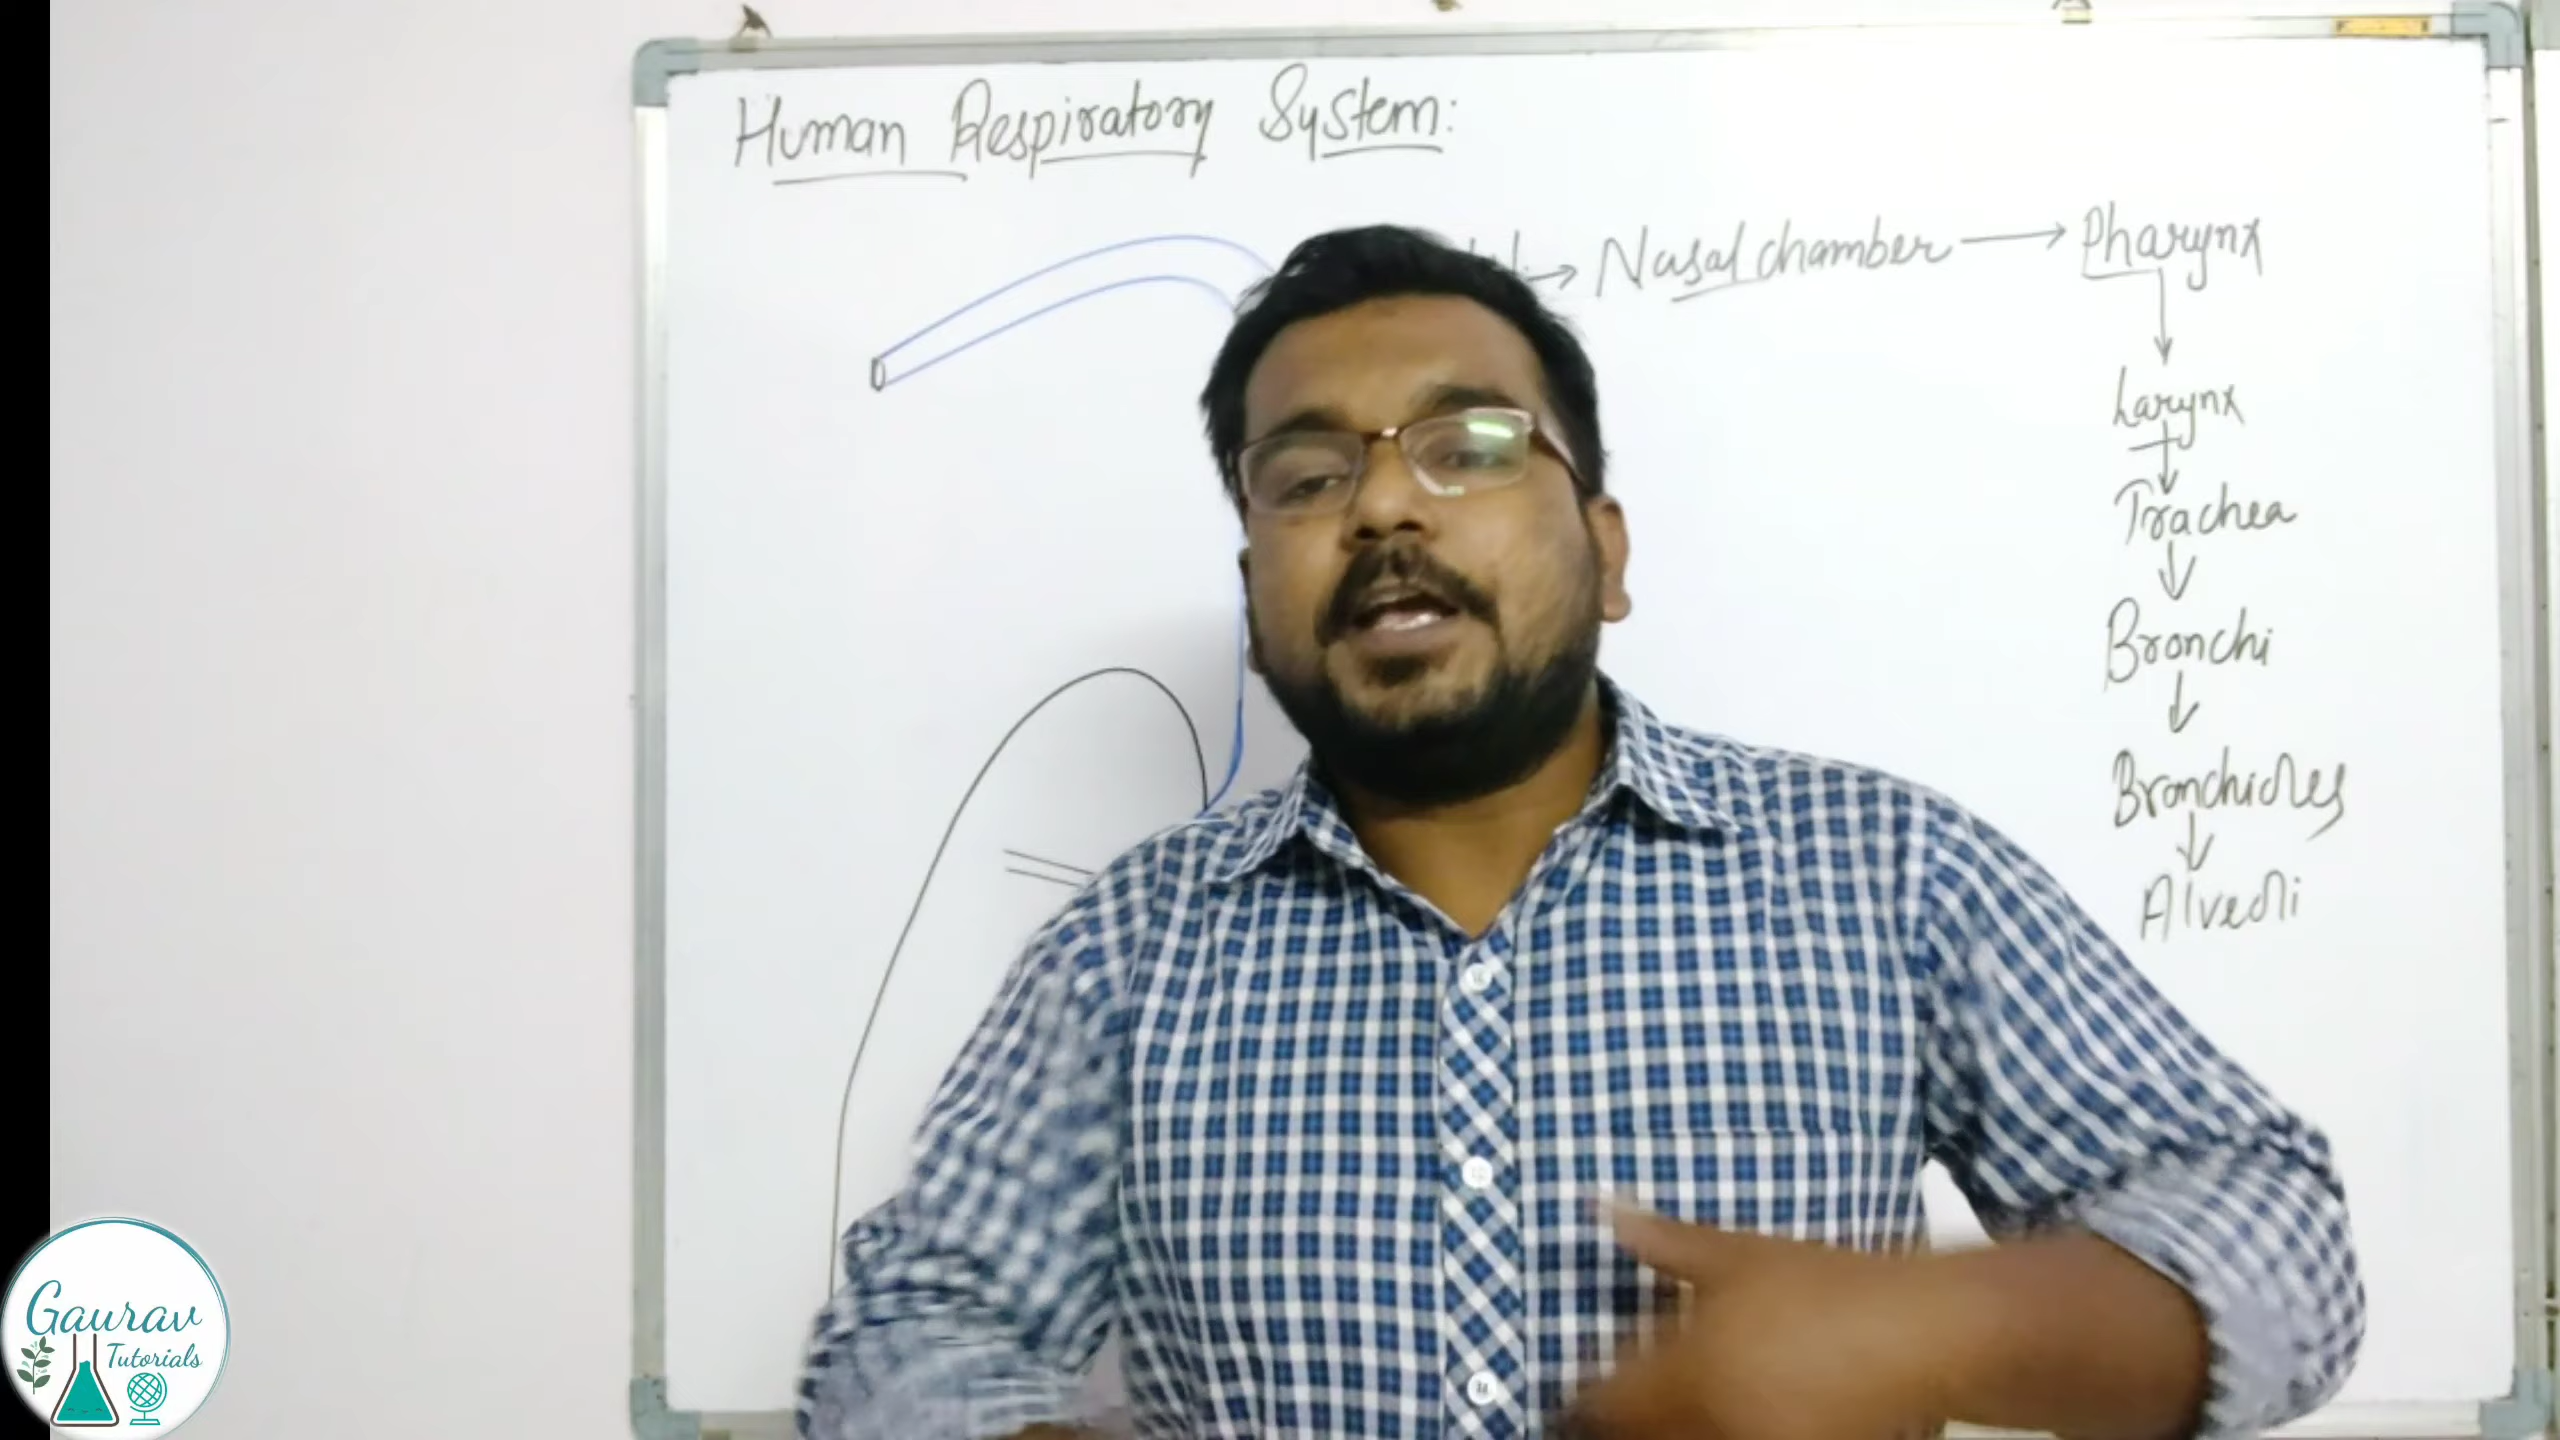 Human Respiratory System:
→ Nasal chamber → Pharynx
↓
Larynx
↓
Trachea
↓
Bronchi
↓
Bronchioles
↓
Alveoli
Gaurav
Tutorials